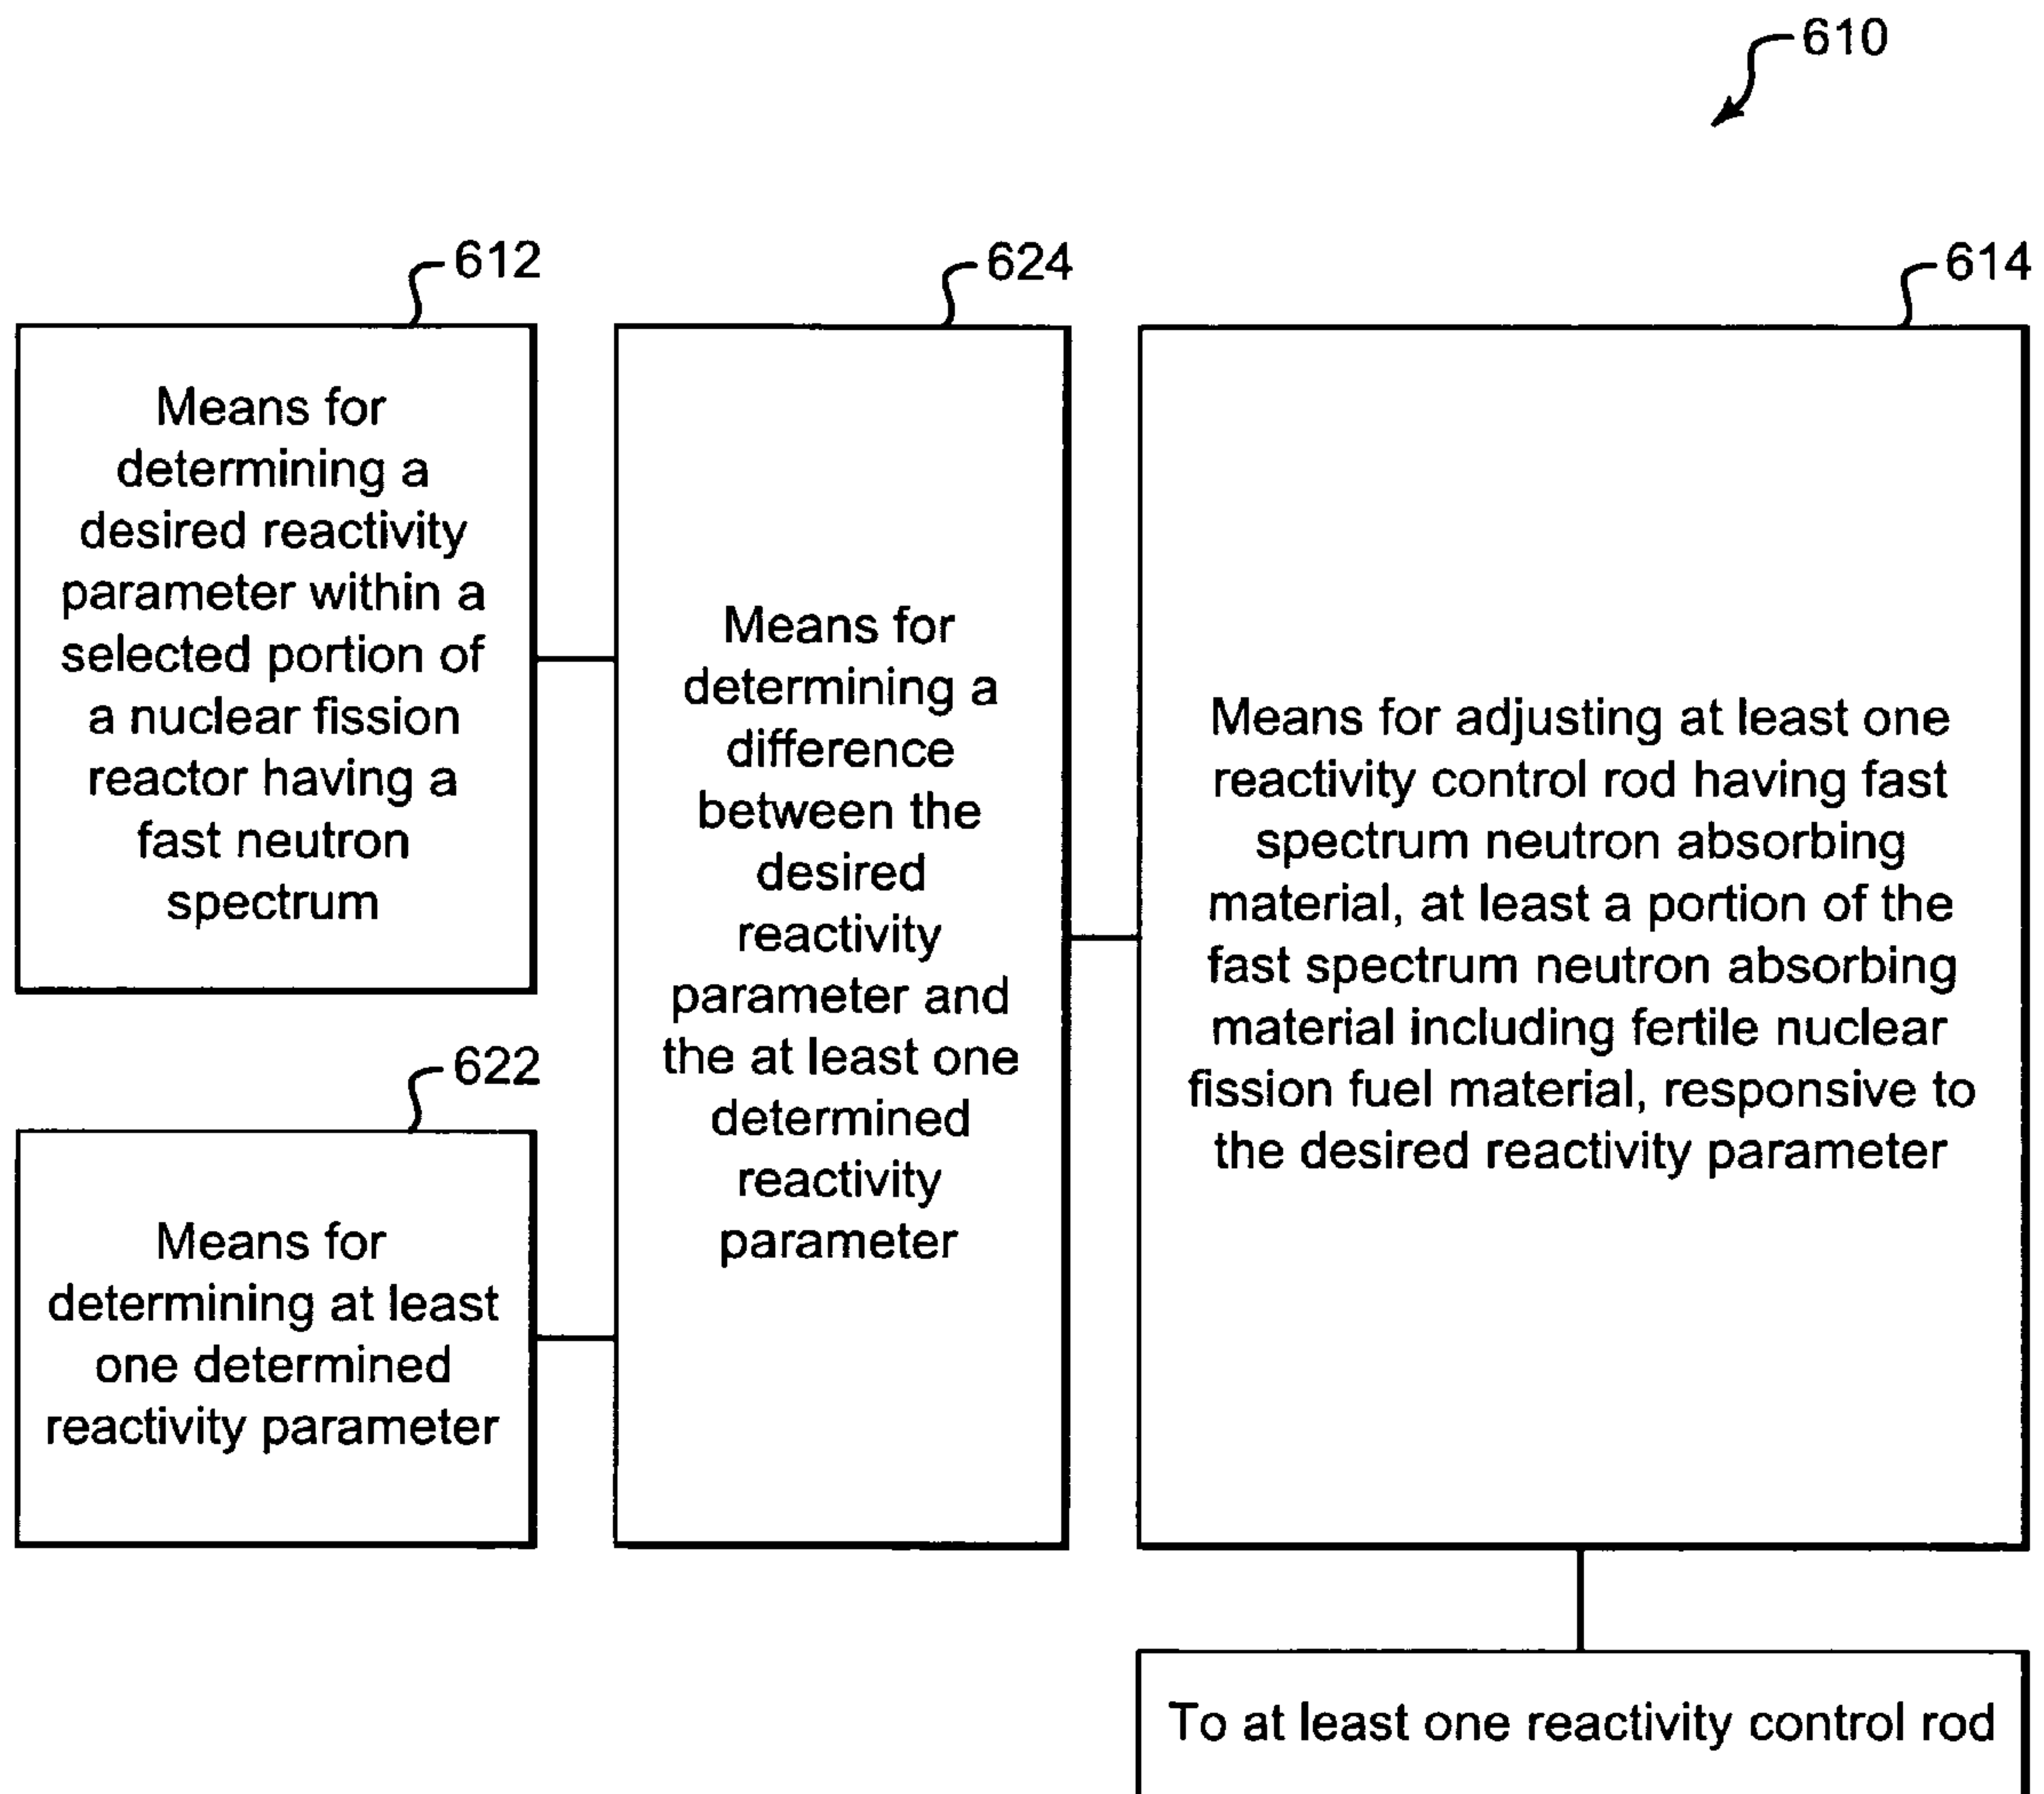 610
612
Means for
determining a
desired reactivity
parameter within a
selected portion of
a nuclear fission
reactor having a
fast neutron
spectrum
622
Means for
determining at least
one determined
reactivity parameter
624
Means for
determining a
difference
between the
desired
reactivity
parameter and
the at least one
determined
reactivity
parameter
614
Means for adjusting at least one
reactivity control rod having fast
spectrum neutron absorbing
material, at least a portion of the
fast spectrum neutron absorbing
material including fertile nuclear
fission fuel material, responsive to
the desired reactivity parameter
To at least one reactivity control rod